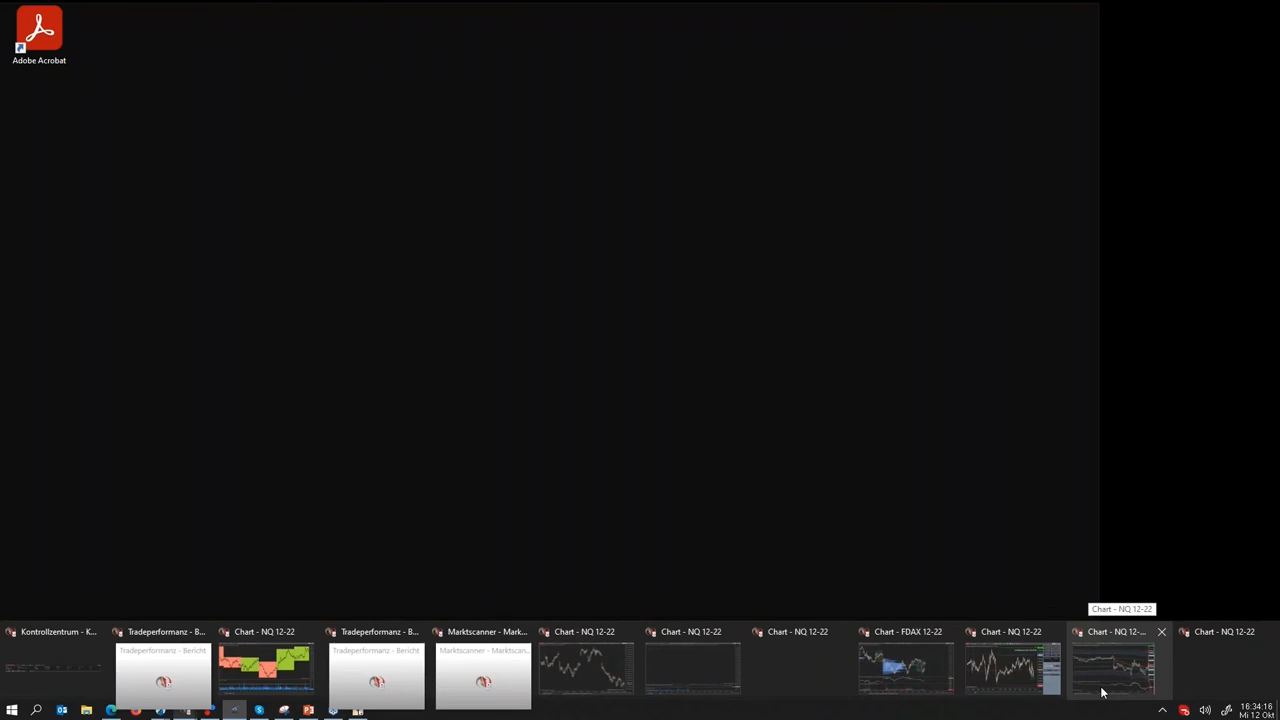 Adobe Acrobat
Chart - NQ 12-22
Kontrollzentrum - K...
Tradeperformanz - B...
Chart - NQ 12-22
Tradeperformanz - B...
Marktscanner - Mark...
Chart - NQ 12-22
Chart - NQ 12-22
Chart - NQ 12-22
Chart - FDAX 12-22
Chart - NQ 12-22
Chart - NQ 12-...
Chart - NQ 12-22
Tradeperformanz - Bericht
Tradeperformanz - Bericht
Marktscanner - Marktscan...
16:34:16
Mi 12 Okt